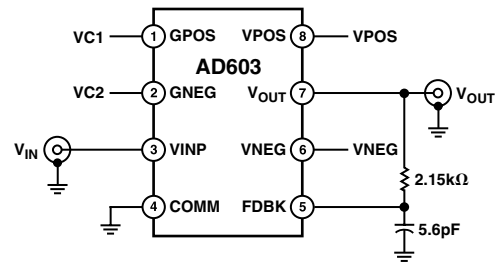 VC1 1 GPOS VPOS 8 VPOS
AD603
VC2 2 GNEG VOUT 7 VOUT
VIN 3 VINP VNEG 6 VNEG
2.15kΩ
4 COMM FDBK 5
5.6pF